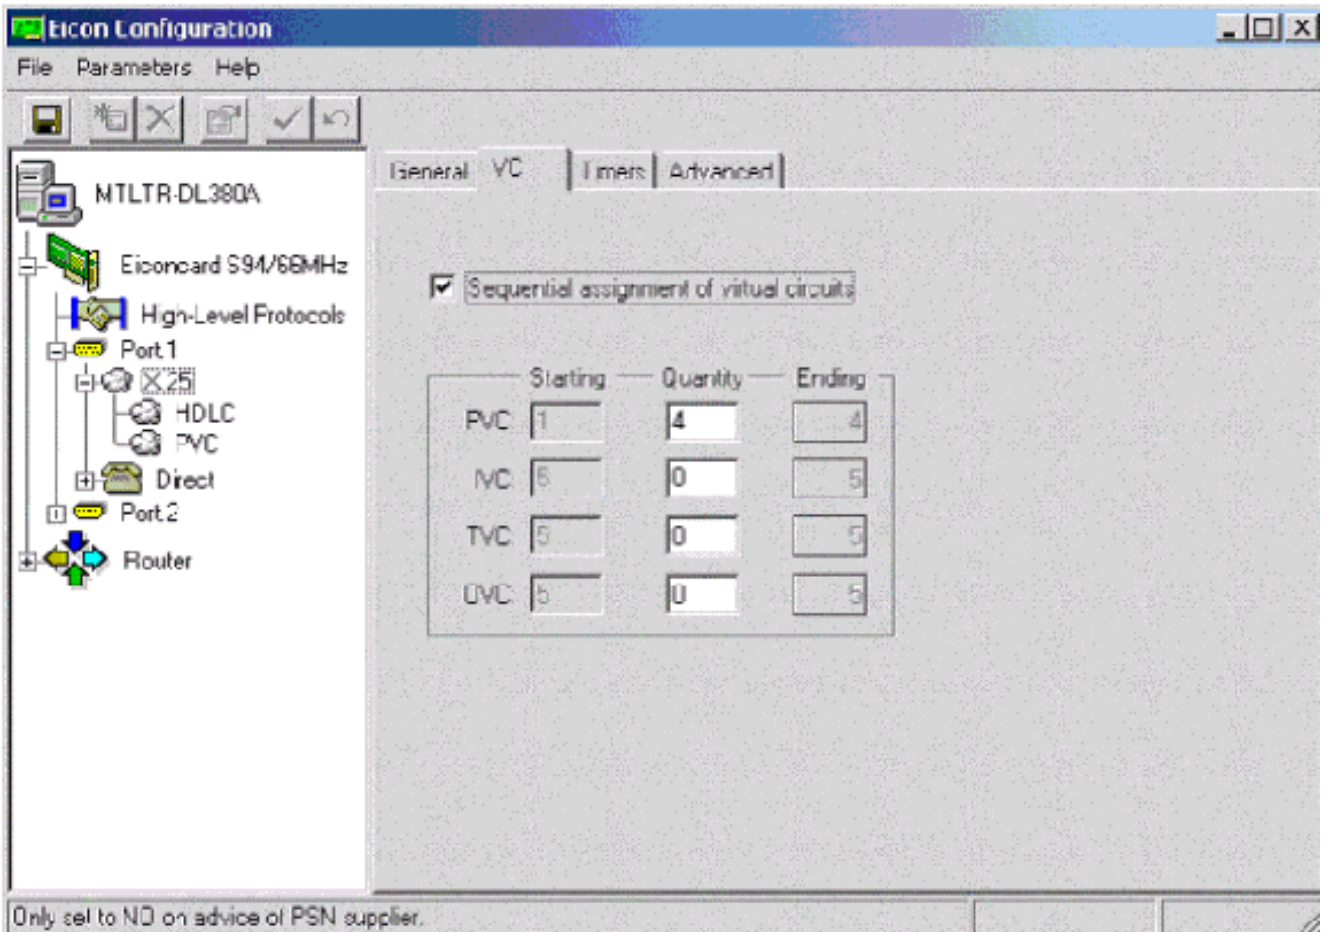 Eicon Configuration
File Parameters Help
MTLTR-DL380A
Eiconcard S94/66MHz
High-Level Protocols
Port 1
X.25
HDLC
PVC
Direct
Port 2
Router
General VC Timers Advanced
Sequential assignment of virtual circuits
Starting Quantity Ending
PVC 1 4 4
IVC 0 5
TVC 5 0 5
OVC 5 0 5
Only set to NO on advice of PSN supplier.